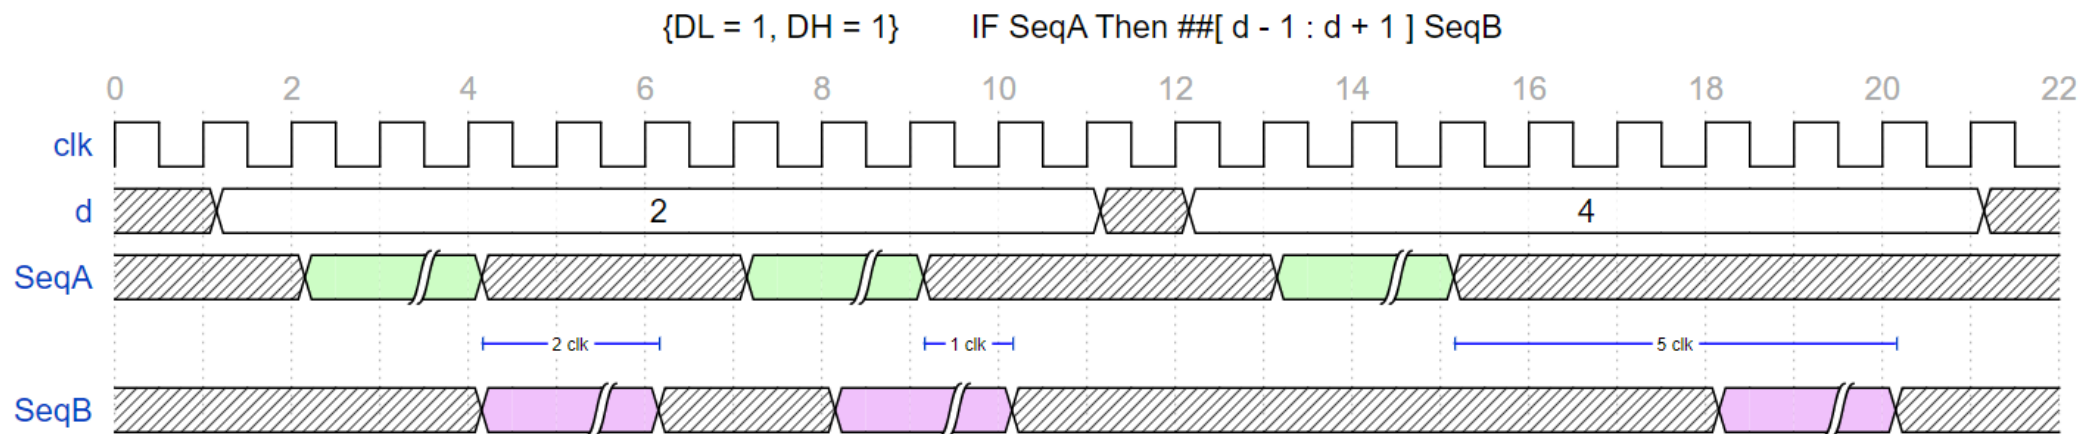 {DL = 1, DH = 1} IF SeqA Then ##[ d - 1 : d + 1 ] SeqB
0 2 4 6 8 10 12 14 16 18 20 22
clk
d 2 4
SeqA
2 clk 1 clk 5 clk
SeqB